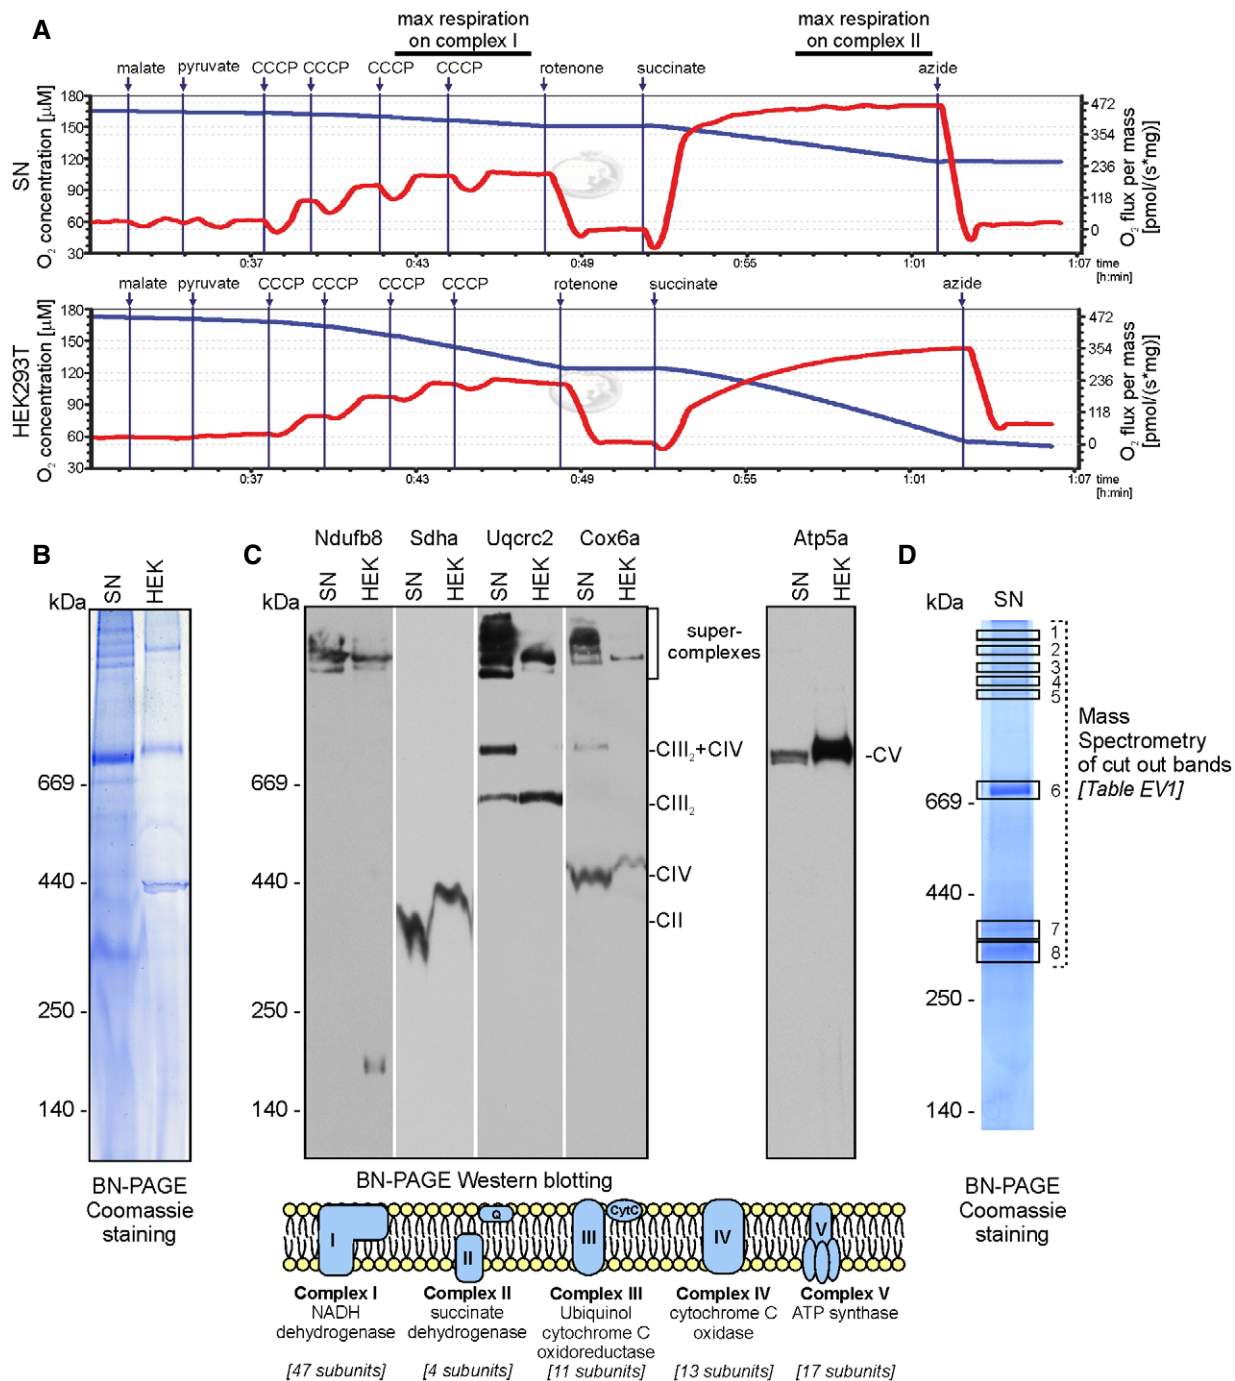 A
max respiration
on complex I
max respiration
on complex II
malate pyruvate CCCP CCCP CCCP CCCP rotenone succinate azide
SN
O₂ concentration [µM]
180
150
120
90
60
30
472
354
236
118
0
O₂ flux per mass
[pmol/(s*mg)]
0:37 0:43 0:49 0:55 1:01 1:07
time
[h:min]
malate pyruvate CCCP CCCP CCCP CCCP rotenone succinate azide
HEK293T
O₂ concentration [µM]
180
150
120
90
60
30
472
354
236
118
0
O₂ flux per mass
[pmol/(s*mg)]
0:37 0:43 0:49 0:55 1:01 1:07
time
[h:min]
B
SN HEK
kDa
669 -
440 -
250 -
140 -
BN-PAGE
Coomassie
staining
C
Ndufb8 Sdha Uqcrc2 Cox6a Atp5a
SN HEK SN HEK SN HEK SN HEK SN HEK
kDa
669 -
440 -
250 -
140 -
super-
complexes
-CIII₂+CIV
-CIII₂
-CIV
-CII
-CV
BN-PAGE Western blotting
D
kDa
SN
1
2
3
4
5
6
7
8
669 -
440 -
250 -
140 -
Mass
Spectrometry
of cut out bands
[Table EV1]
BN-PAGE
Coomassie
staining
I II Q III CytC IV V
Complex I
NADH
dehydrogenase
[47 subunits]
Complex II
succinate
dehydrogenase
[4 subunits]
Complex III
Ubiquinol
cytochrome C
oxidoreductase
[11 subunits]
Complex IV
cytochrome C
oxidase
[13 subunits]
Complex V
ATP synthase
[17 subunits]